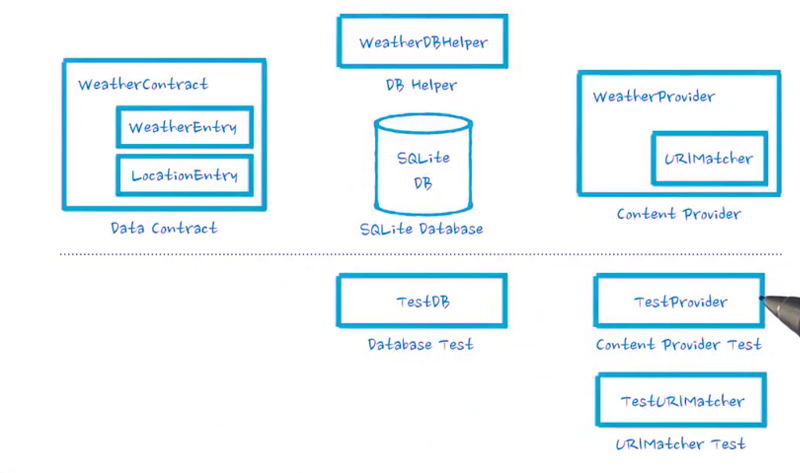 WeatherDBHelper
DB Helper
WeatherContract
WeatherEntry
LocationEntry
Data Contract
SQLite
DB
SQLite Database
WeatherProvider
URIMatcher
Content Provider
TestDB
Database Test
TestProvider
Content Provider Test
TestURIMatcher
URIMatcher Test